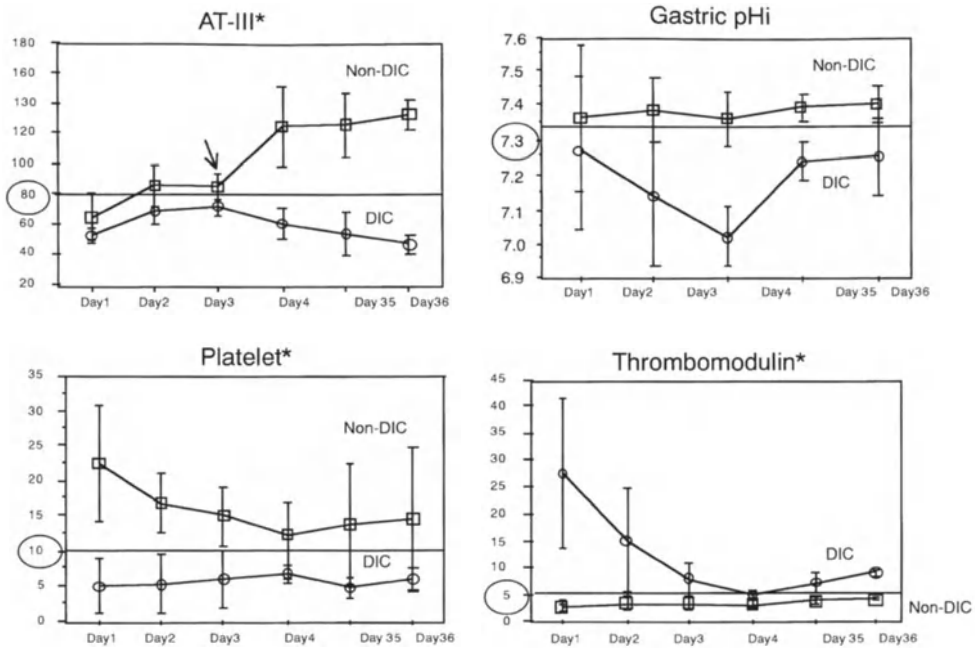 AT-III*
180
160
130
120
100
80
60
40
20
Non-DIC
DIC
Day1 Day2 Day3 Day4 Day 35 Day36
Gastric pHi
7.6
7.5
7.4
7.3
7.2
7.1
7.0
6.9
Non-DIC
DIC
Day1 Day2 Day3 Day4 Day 35 Day36
Platelet*
35
30
25
20
15
10
5
0
Non-DIC
DIC
Day1 Day2 Day3 Day4 Day 35 Day36
Thrombomodulin*
45
40
35
30
25
20
15
10
5
0
DIC
Non-DIC
Day1 Day2 Day3 Day4 Day 35 Day36